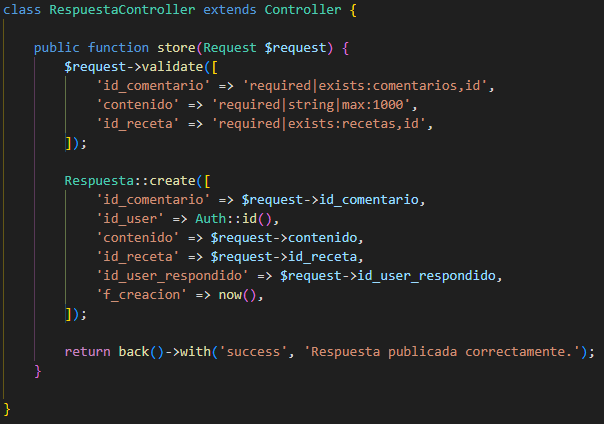 class RespuestaController extends Controller {
public function store(Request $request) {
$request->validate([
'id_comentario' => 'required|exists:comentarios,id',
'contenido' => 'required|string|max:1000',
'id_receta' => 'required|exists:recetas,id',
]);
Respuesta::create([
'id_comentario' => $request->id_comentario,
'id_user' => Auth::id(),
'contenido' => $request->contenido,
'id_receta' => $request->id_receta,
'id_user_respondido' => $request->id_user_respondido,
'f_creacion' => now(),
]);
return back()->with('success', 'Respuesta publicada correctamente.');
}
}